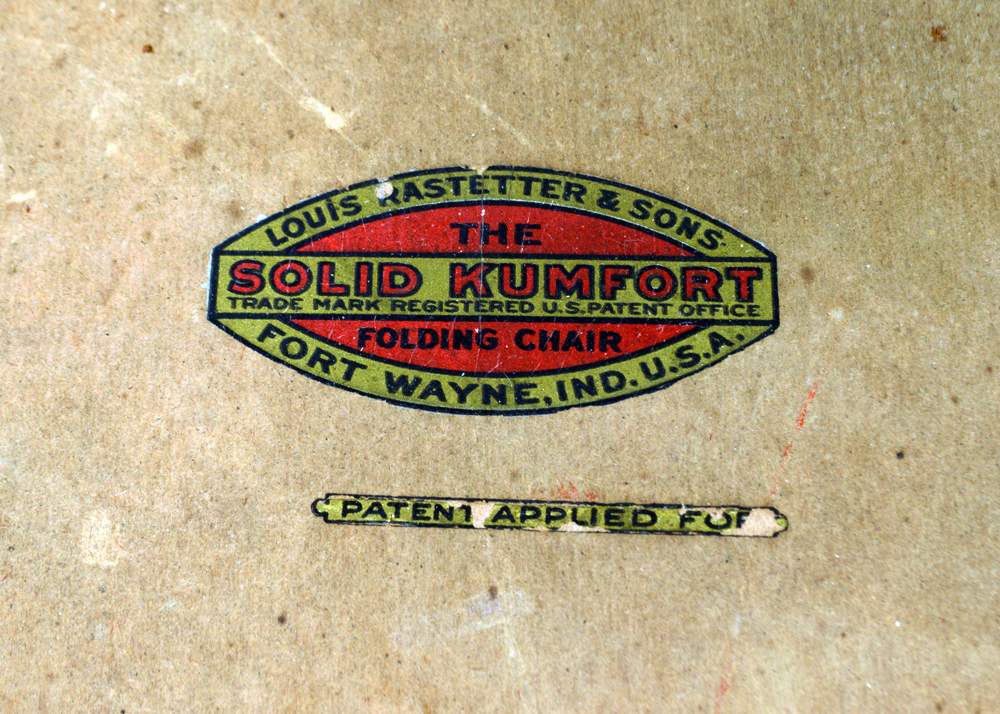 LOUIS RASTETTER & SONS
THE
SOLID KUMFORT
TRADE MARK REGISTERED U.S. PATENT OFFICE
FOLDING CHAIR
FORT WAYNE, IND. U.S.A.
PATENT APPLIED FOR